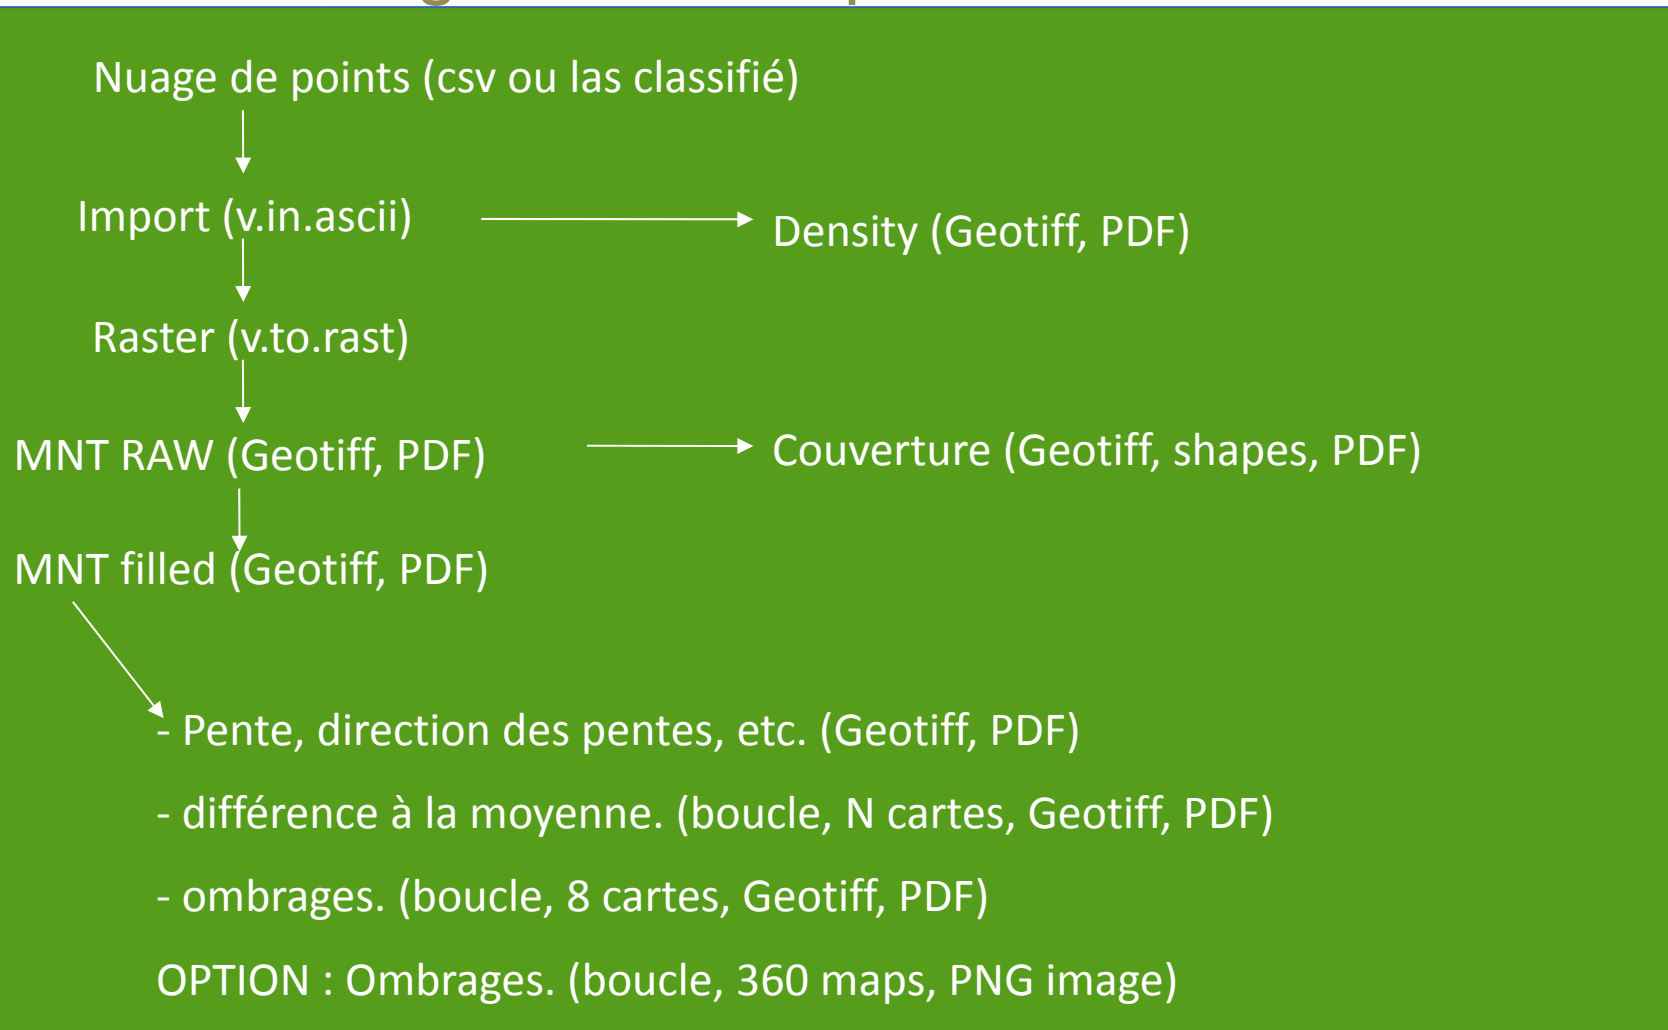 Nuage de points (csv ou las classifié)
Import (v.in.ascii)
Density (Geotiff, PDF)
Raster (v.to.rast)
MNT RAW (Geotiff, PDF)
Couverture (Geotiff, shapes, PDF)
MNT filled (Geotiff, PDF)
- Pente, direction des pentes, etc. (Geotiff, PDF)
- différence à la moyenne. (boucle, N cartes, Geotiff, PDF)
- ombrages. (boucle, 8 cartes, Geotiff, PDF)
OPTION : Ombrages. (boucle, 360 maps, PNG image)